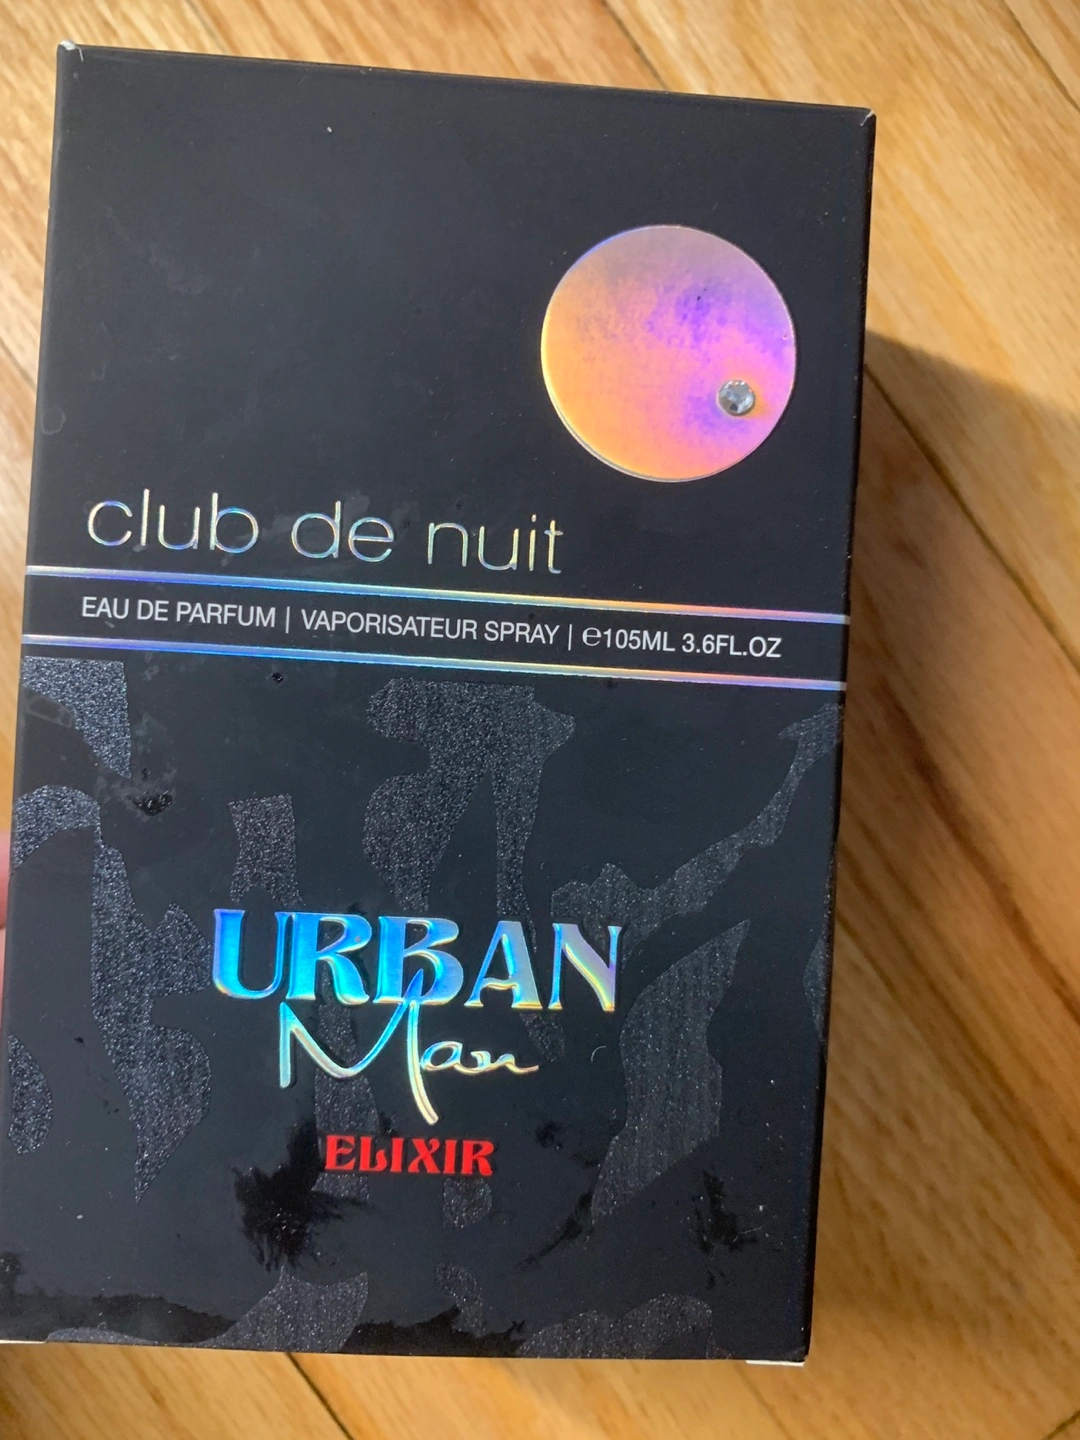 club de nuit
EAU DE PARFUM | VAPORISATEUR SPRAY | ℮105ML 3.6FL.OZ
URBAN
Man
ELIXIR